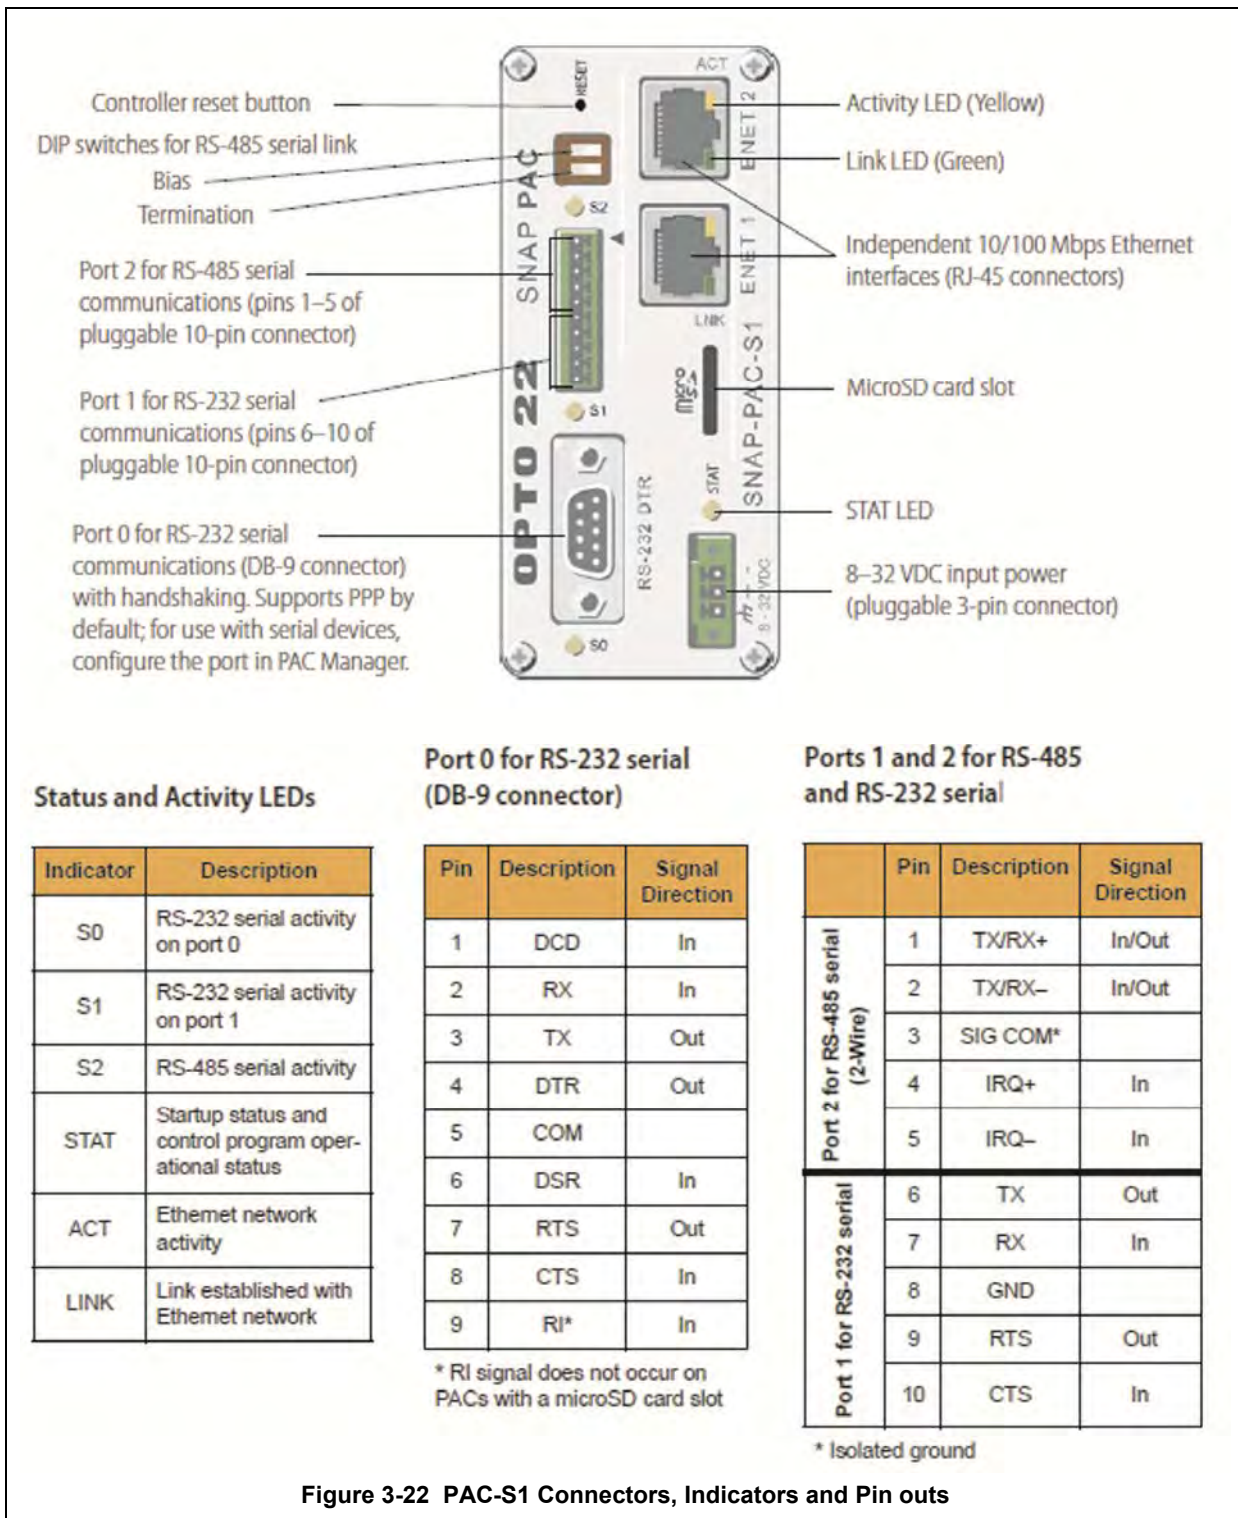 Controller reset button
DIP switches for RS-485 serial link
Bias
Termination
Port 2 for RS-485 serial
communications (pins 1–5 of
pluggable 10-pin connector)
Port 1 for RS-232 serial
communications (pins 6–10 of
pluggable 10-pin connector)
Port 0 for RS-232 serial
communications (DB-9 connector)
with handshaking. Supports PPP by
default; for use with serial devices,
configure the port in PAC Manager.
RESET
ACT
ENET 2
SNAP PAC
S2
ENET 1
LNK
OPTO 22
S1
micro SD
SNAP-PAC-S1
STAT
RS-232 DTR
8 - 32 VDC
S0
Activity LED (Yellow)
Link LED (Green)
Independent 10/100 Mbps Ethernet
interfaces (RJ-45 connectors)
MicroSD card slot
STAT LED
8–32 VDC input power
(pluggable 3-pin connector)
Status and Activity LEDs
Indicator Description
S0 RS-232 serial activity
on port 0
S1 RS-232 serial activity
on port 1
S2 RS-485 serial activity
STAT Startup status and
control program oper-
ational status
ACT Ethernet network
activity
LINK Link established with
Ethernet network
Port 0 for RS-232 serial
(DB-9 connector)
Pin Description Signal
Direction
1 DCD In
2 RX In
3 TX Out
4 DTR Out
5 COM
6 DSR In
7 RTS Out
8 CTS In
9 RI* In
* RI signal does not occur on
PACs with a microSD card slot
Ports 1 and 2 for RS-485
and RS-232 serial
Pin Description Signal
Direction
Port 2 for RS-485 serial
(2-Wire)
1 TX/RX+ In/Out
2 TX/RX– In/Out
3 SIG COM*
4 IRQ+ In
5 IRQ– In
Port 1 for RS-232 serial
6 TX Out
7 RX In
8 GND
9 RTS Out
10 CTS In
* Isolated ground
Figure 3-22 PAC-S1 Connectors, Indicators and Pin outs